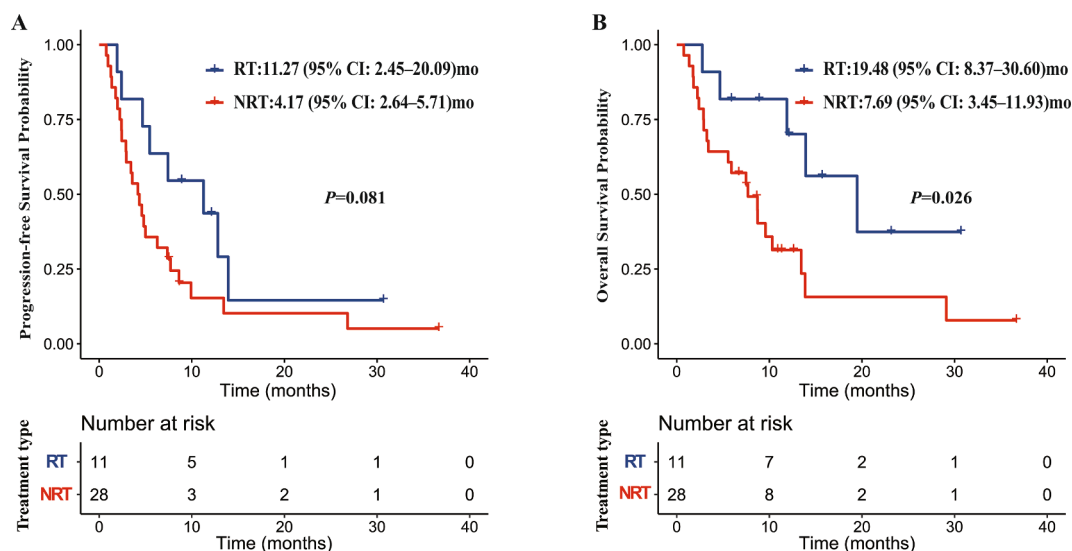 A
Progression-free Survival Probability
1.00
0.75
0.50
0.25
0.00
RT:11.27 (95% CI: 2.45–20.09)mo
NRT:4.17 (95% CI: 2.64–5.71)mo
P=0.081
0 10 20 30 40
Time (months)
Number at risk
Treatment type
RT 11 5 1 1 0
NRT 28 3 2 1 0
0 10 20 30 40
Time (months)
B
Overall Survival Probability
1.00
0.75
0.50
0.25
0.00
RT:19.48 (95% CI: 8.37–30.60)mo
NRT:7.69 (95% CI: 3.45–11.93)mo
P=0.026
0 10 20 30 40
Time (months)
Number at risk
Treatment type
RT 11 7 2 1 0
NRT 28 8 2 1 0
0 10 20 30 40
Time (months)